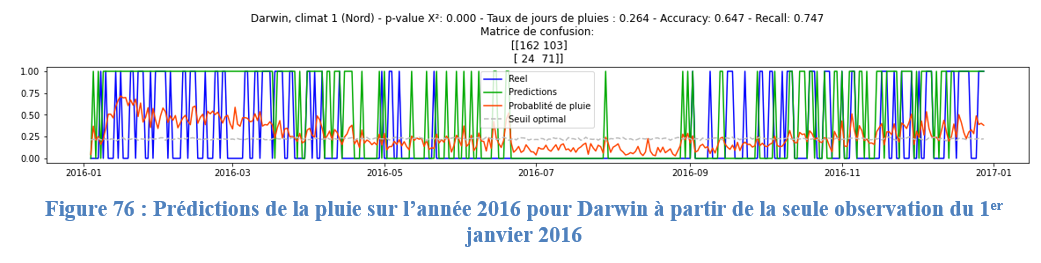 Darwin, climat 1 (Nord) - p-value X²: 0.000 - Taux de jours de pluies : 0.264 - Accuracy: 0.647 - Recall: 0.747
Matrice de confusion:
[[162 103]
[ 24 71]]
1.00
0.75
0.50
0.25
0.00
Reel
Predictions
Probablité de pluie
Seuil optimal
2016-01 2016-03 2016-05 2016-07 2016-09 2016-11 2017-01
Figure 76 : Prédictions de la pluie sur l’année 2016 pour Darwin à partir de la seule observation du 1er
janvier 2016